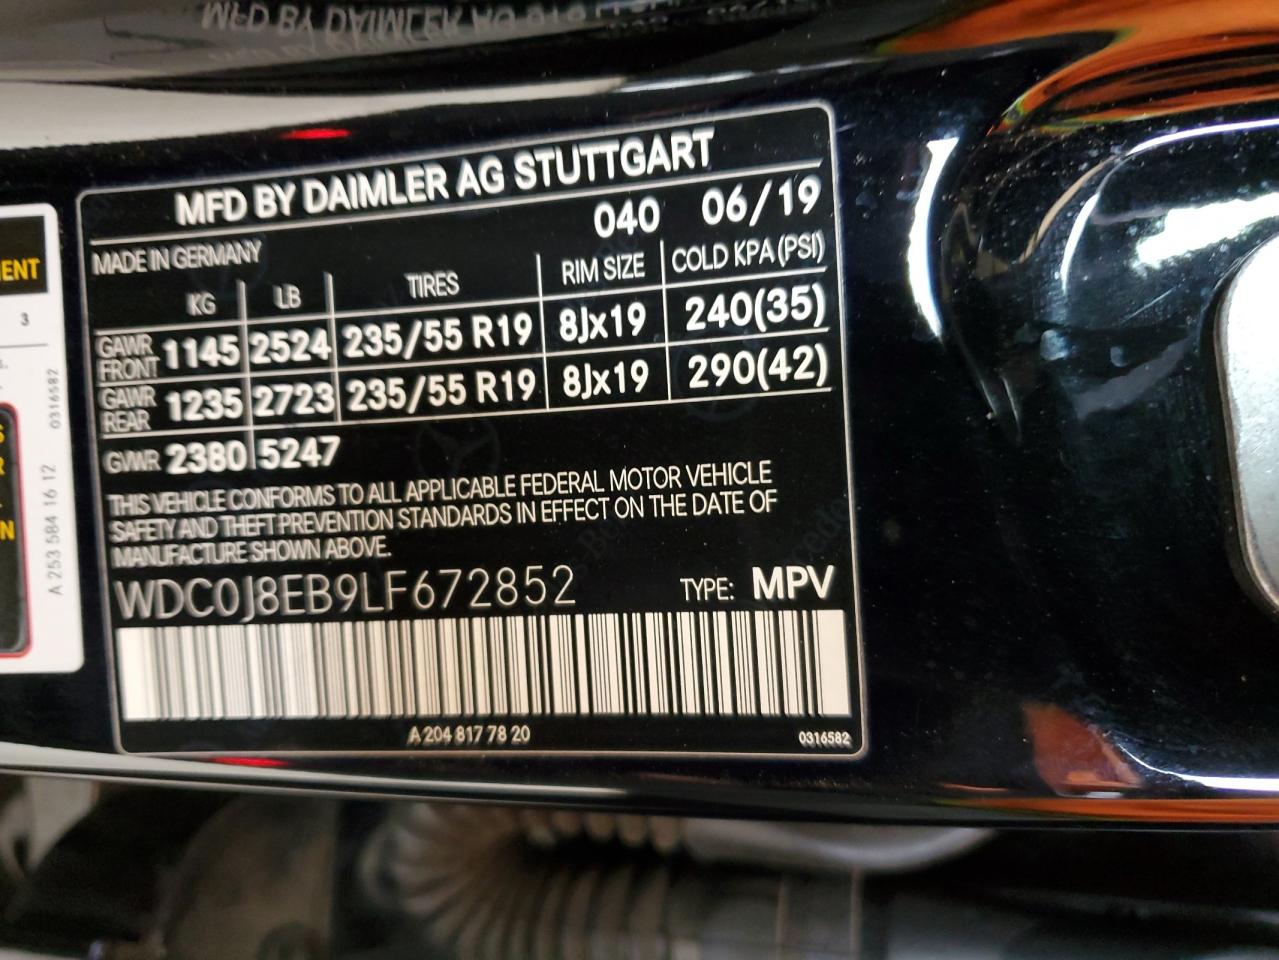 MFD BY DAIMLER AG STUTTGART
040 06/19
MADE IN GERMANY
KG LB TIRES RIM SIZE COLD KPA (PSI)
GAWR FRONT 1145 2524 235/55 R19 8Jx19 240(35)
GAWR REAR 1235 2723 235/55 R19 8Jx19 290(42)
GVWR 2380 5247
THIS VEHICLE CONFORMS TO ALL APPLICABLE FEDERAL MOTOR VEHICLE
SAFETY AND THEFT PREVENTION STANDARDS IN EFFECT ON THE DATE OF
MANUFACTURE SHOWN ABOVE.
WDC0J8EB9LF672852 TYPE: MPV
A 204 817 78 20 0316582
3
A 253 584 16 12 0316582